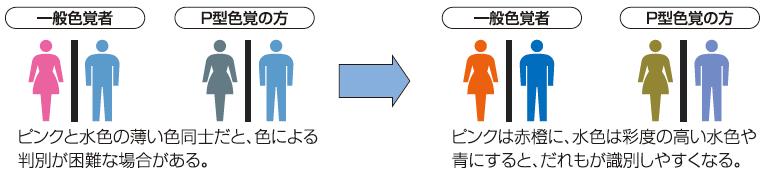 一般色覚者
P型色覚の方
ピンクと水色の薄い色同士だと、色による
判別が困難な場合がある。
一般色覚者
P型色覚の方
ピンクは赤橙に、水色は彩度の高い水色や
青にすると、だれもが識別しやすくなる。